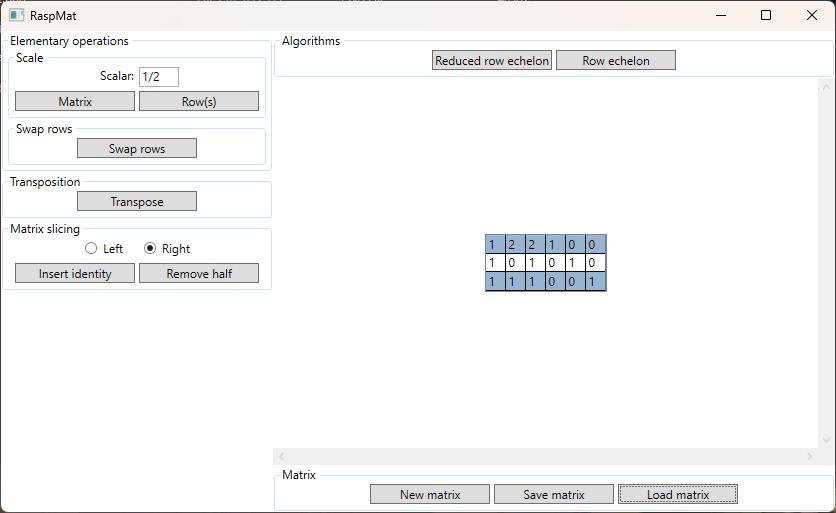 RaspMat
Elementary operations
Scale
Scalar: 1/2
Matrix Row(s)
Swap rows
Swap rows
Transposition
Transpose
Matrix slicing
Left Right
Insert identity Remove half
Algorithms
Reduced row echelon Row echelon
1 2 2 1 0 0
1 0 1 0 1 0
1 1 1 0 0 1
Matrix
New matrix Save matrix Load matrix